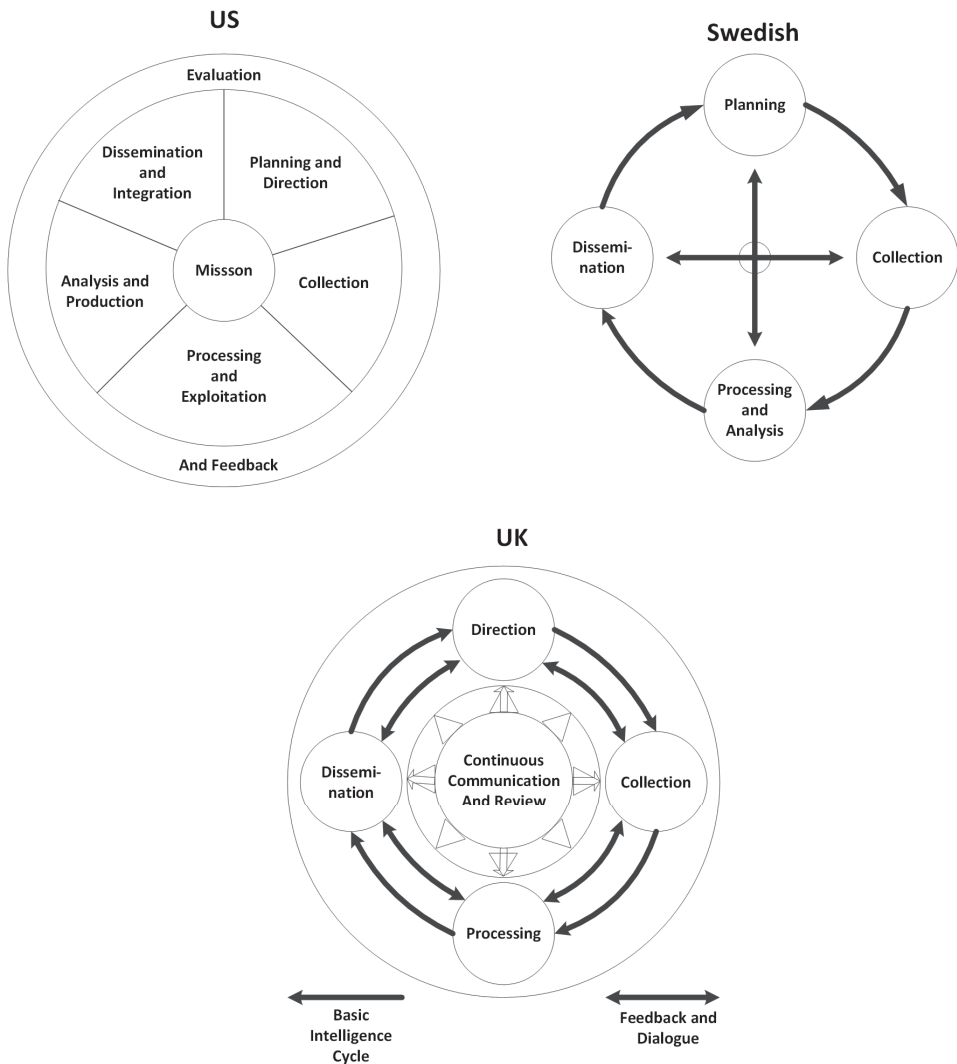 US
Evaluation
Dissemination
and
Integration
Planning and
Direction
Analysis and
Production
Missson
Collection
Processing
and
Exploitation
And Feedback
Swedish
Planning
Dissemi-
nation
Collection
Processing
and
Analysis
UK
Direction
Dissemi-
nation
Continuous
Communication
And Review
Collection
Processing
Basic
Intelligence
Cycle
Feedback and
Dialogue